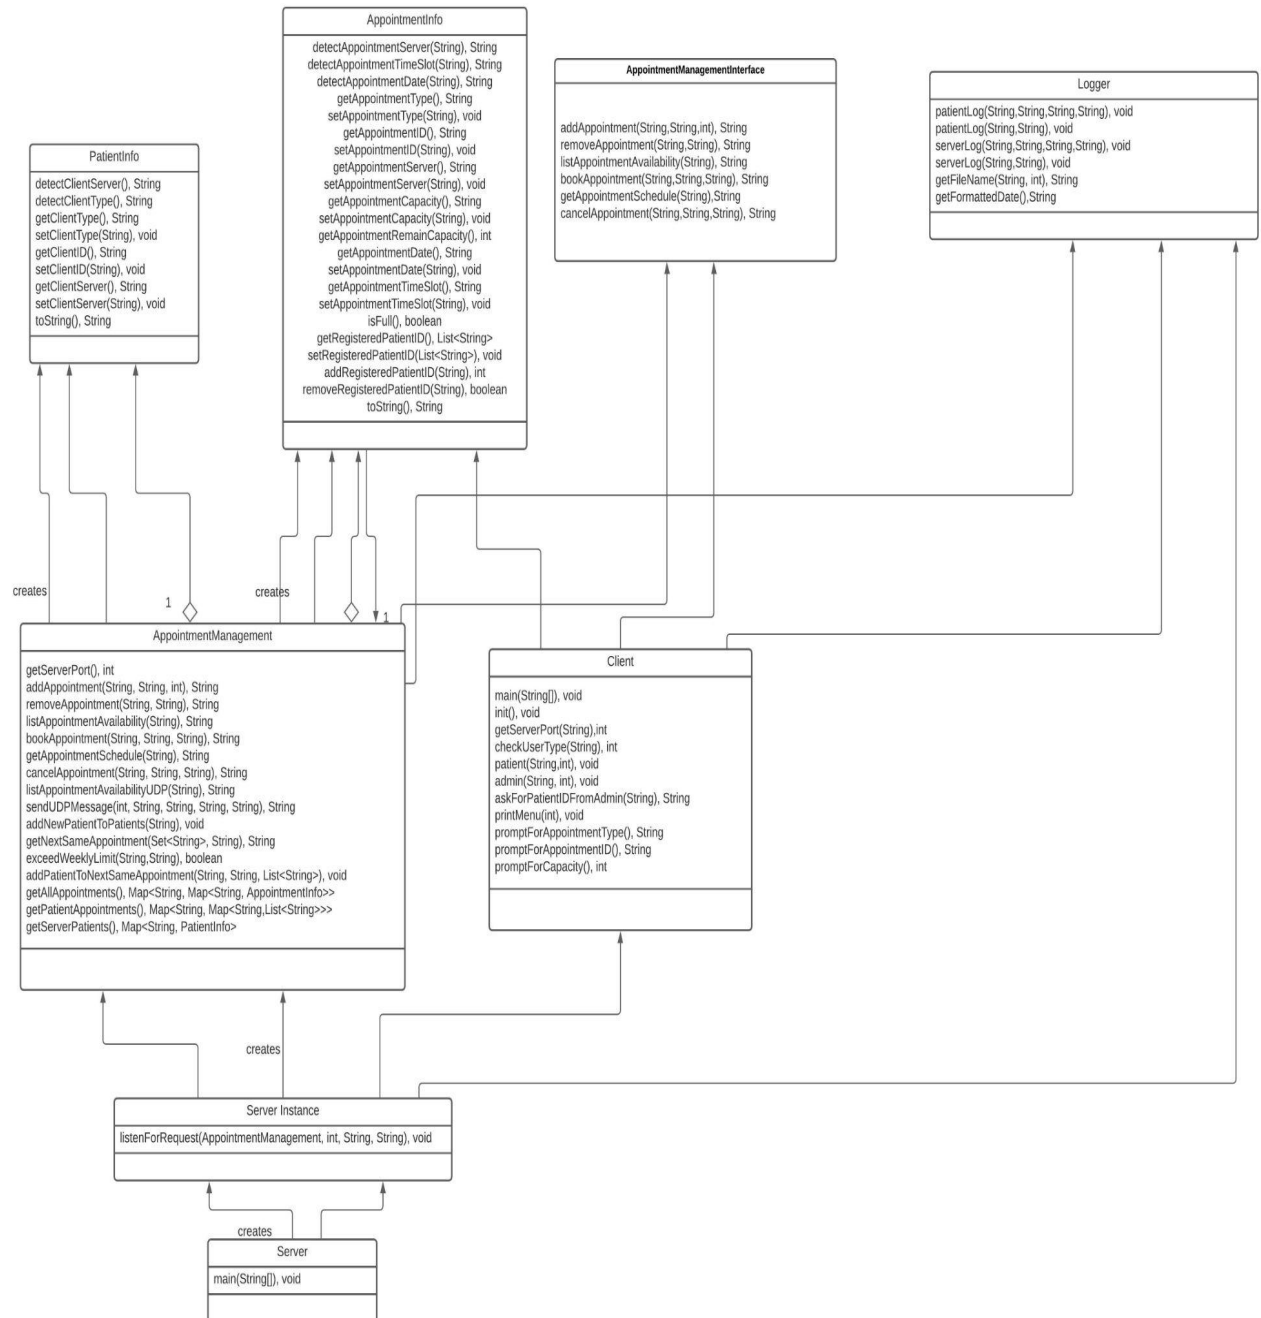 AppointmentInfo
detectAppointmentServer(String), String
detectAppointmentTimeSlot(String), String
detectAppointmentDate(String), String
getAppointmentType(), String
setAppointmentType(String), void
getAppointmentID(), String
setAppointmentID(String), void
getAppointmentServer(), String
setAppointmentServer(String), void
getAppointmentCapacity(), String
setAppointmentCapacity(String), void
getAppointmentRemainCapacity(), int
getAppointmentDate(), String
setAppointmentDate(String), void
getAppointmentTimeSlot(), String
setAppointmentTimeSlot(String), void
isFull(), boolean
getRegisteredPatientID(), List<String>
setRegisteredPatientID(List<String>), void
addRegisteredPatientID(String), int
removeRegisteredPatientID(String), boolean
toString(), String
AppointmentManagementInterface
addAppointment(String,String,int), String
removeAppointment(String,String), String
listAppointmentAvailability(String), String
bookAppointment(String,String,String), String
getAppointmentSchedule(String),String
cancelAppointment(String,String,String), String
Logger
patientLog(String,String,String,String), void
patientLog(String,String), void
serverLog(String,String,String,String), void
serverLog(String,String), void
getFileName(String, int), String
getFormattedDate(),String
PatientInfo
detectClientServer(), String
detectClientType(), String
getClientType(), String
setClientType(String), void
getClientID(), String
setClientID(String), void
getClientServer(), String
setClientServer(String), void
toString(), String
creates
1
creates
1
AppointmentManagement
getServerPort(), int
addAppointment(String, String, int), String
removeAppointment(String, String), String
listAppointmentAvailability(String), String
bookAppointment(String, String, String), String
getAppointmentSchedule(String), String
cancelAppointment(String, String, String), String
listAppointmentAvailabilityUDP(String), String
sendUDPMessage(int, String, String, String, String), String
addNewPatientToPatients(String), void
getNextSameAppointment(Set<String>, String), String
exceedWeeklyLimit(String,String), boolean
addPatientToNextSameAppointment(String, String, List<String>), void
getAllAppointments(), Map<String, Map<String, AppointmentInfo>>
getPatientAppointments(), Map<String, Map<String,List<String>>>
getServerPatients(), Map<String, PatientInfo>
Client
main(String[]), void
init(), void
getServerPort(String),int
checkUserType(String), int
patient(String,int), void
admin(String, int), void
askForPatientIDFromAdmin(String), String
printMenu(int), void
promptForAppointmentType(), String
promptForAppointmentID(), String
promptForCapacity(), int
creates
Server Instance
listenForRequest(AppointmentManagement, int, String, String), void
creates
Server
main(String[]), void